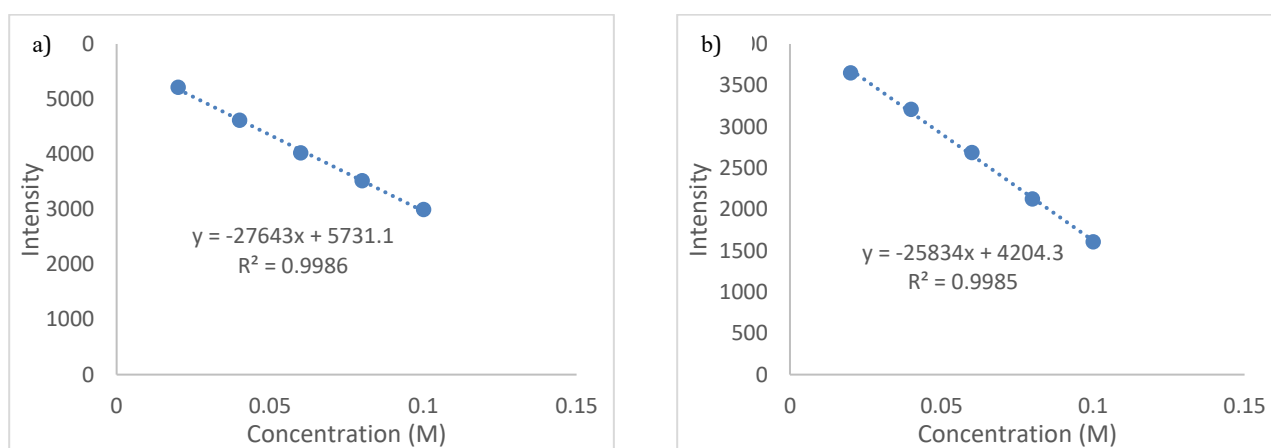 a)
0
5000
4000
3000
2000
1000
0
Intensity
y = -27643x + 5731.1
R² = 0.9986
0
0.05
0.1
0.15
Concentration (M)
b)
00
3500
3000
2500
2000
1500
1000
500
0
Intensity
y = -25834x + 4204.3
R² = 0.9985
0
0.05
0.1
0.15
Concentration (M)